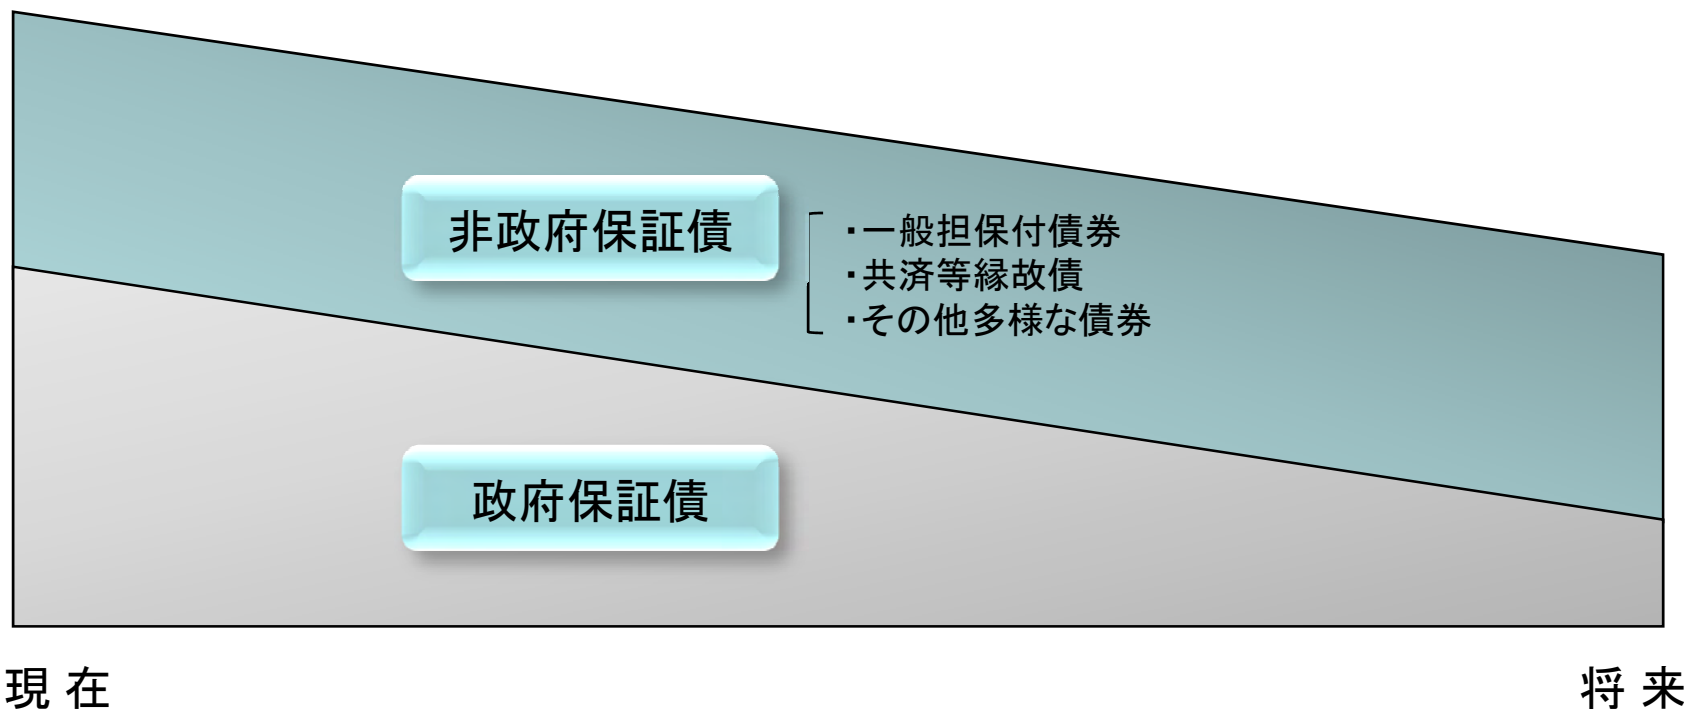 非政府保証債
・一般担保付債券
・共済等縁故債
・その他多様な債券
政府保証債
現 在
将 来